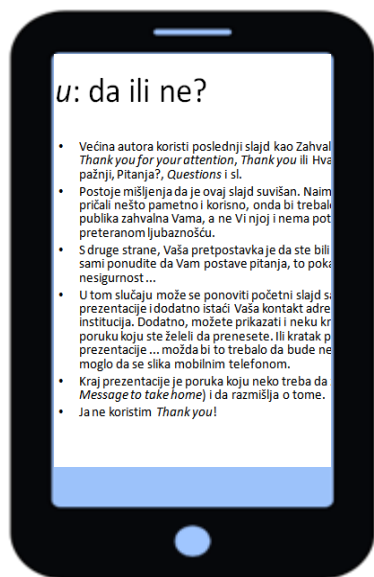 u: da ili ne?
• Većina autora koristi poslednji slajd kao Zahval
Thank you for your attention, Thank you ili Hva
pažnji, Pitanja?, Questions i sl.
• Postoje mišljenja da je ovaj slajd suvišan. Naim
pričali nešto pametno i korisno, onda bi trebal
publika zahvalna Vama, a ne Vi njoj i nema pot
preteranom ljubaznošću.
• S druge strane, Vaša pretpostavka je da ste bili
sami ponudite da Vam postave pitanja, to poka
nesigurnost ...
• U tom slučaju može se ponoviti početni slajd sa
prezentacije i dodatno istaći Vaša kontakt adre
institucija. Dodatno, možete prikazati i neku kr
poruku koju ste želeli da prenesete. Ili kratak p
prezentacije ... možda bi to trebalo da bude ne
moglo da se slika mobilnim telefonom.
• Kraj prezentacije je poruka koju neko treba da
Message to take home) i da razmišlja o tome.
• Ja ne koristim Thank you!